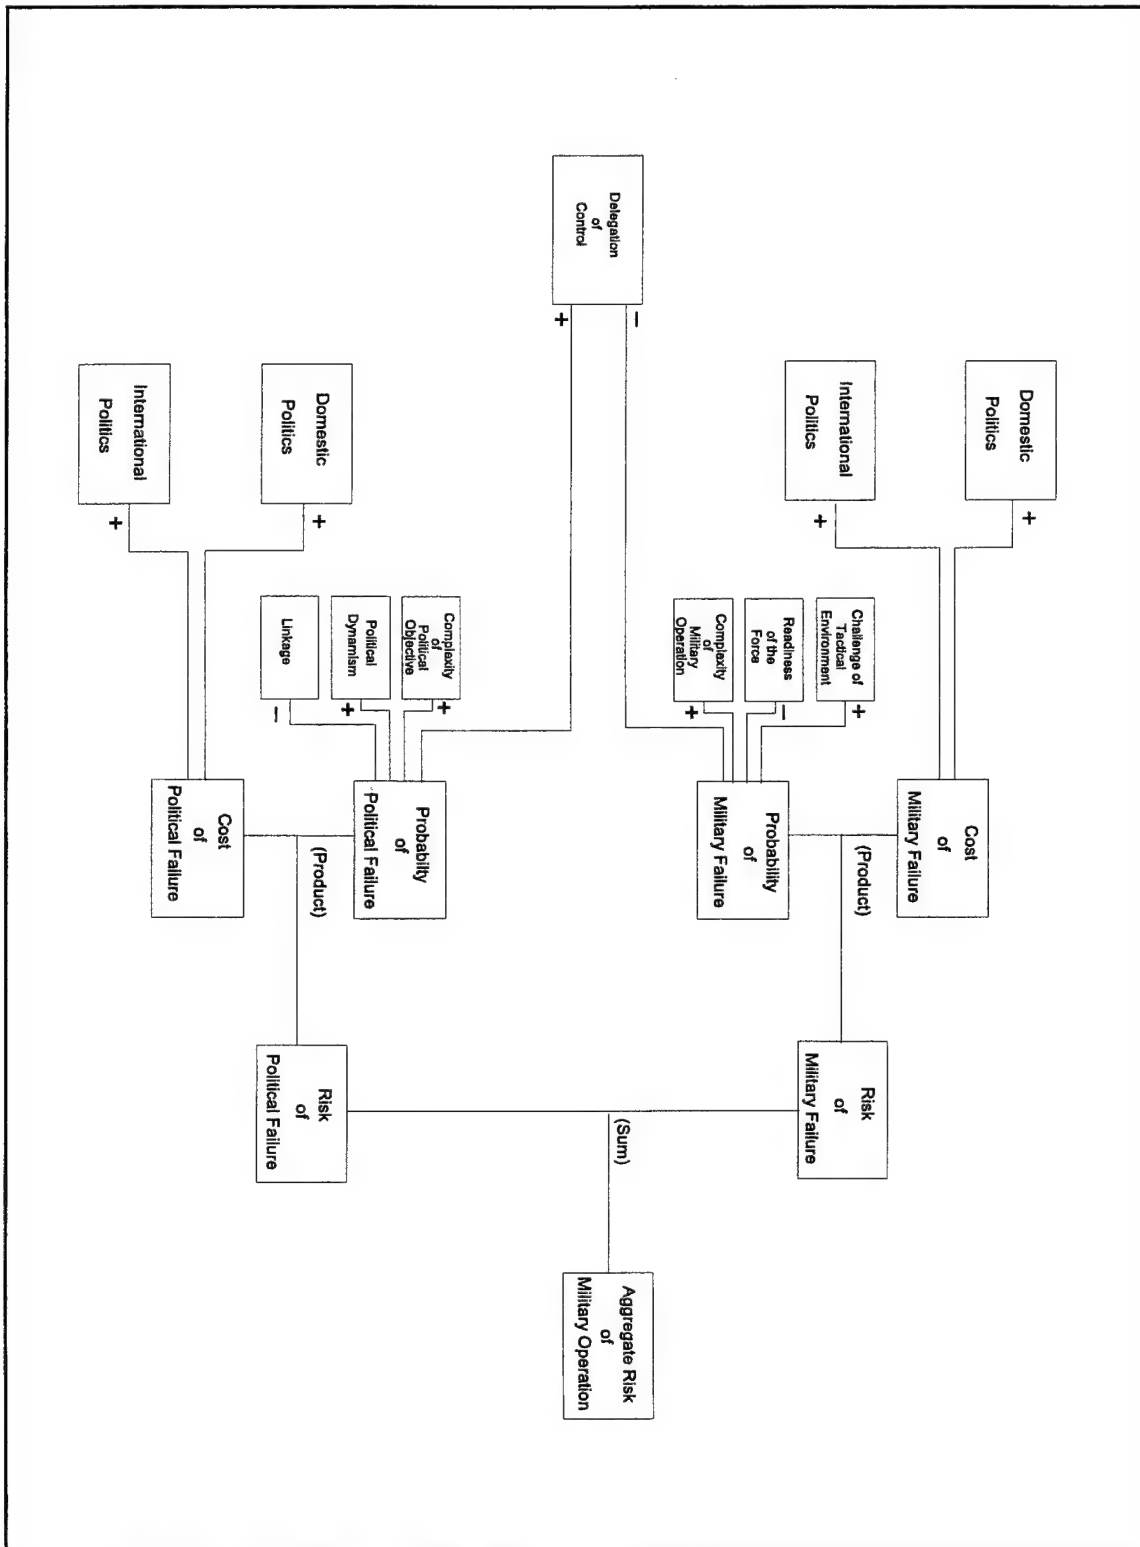 Domestic
Politics
+
Cost
of
Military Failure
International
Politics
+
(Product)
Risk
of
Military Failure
Challenge of
Tactical
Environment
+
Readiness
of the
Force
−
Complexity
of
Military
Operation
+
Probability
of
Military Failure
Delegation
of
Control
−
+
(Sum)
Aggregate Risk
of
Military Operation
Complexity
of
Political
Objective
+
Political
Dynamism
+
Linkage
−
Probabilty
of
Political Failure
(Product)
Risk
of
Political Failure
Domestic
Politics
+
International
Politics
+
Cost
of
Political Failure